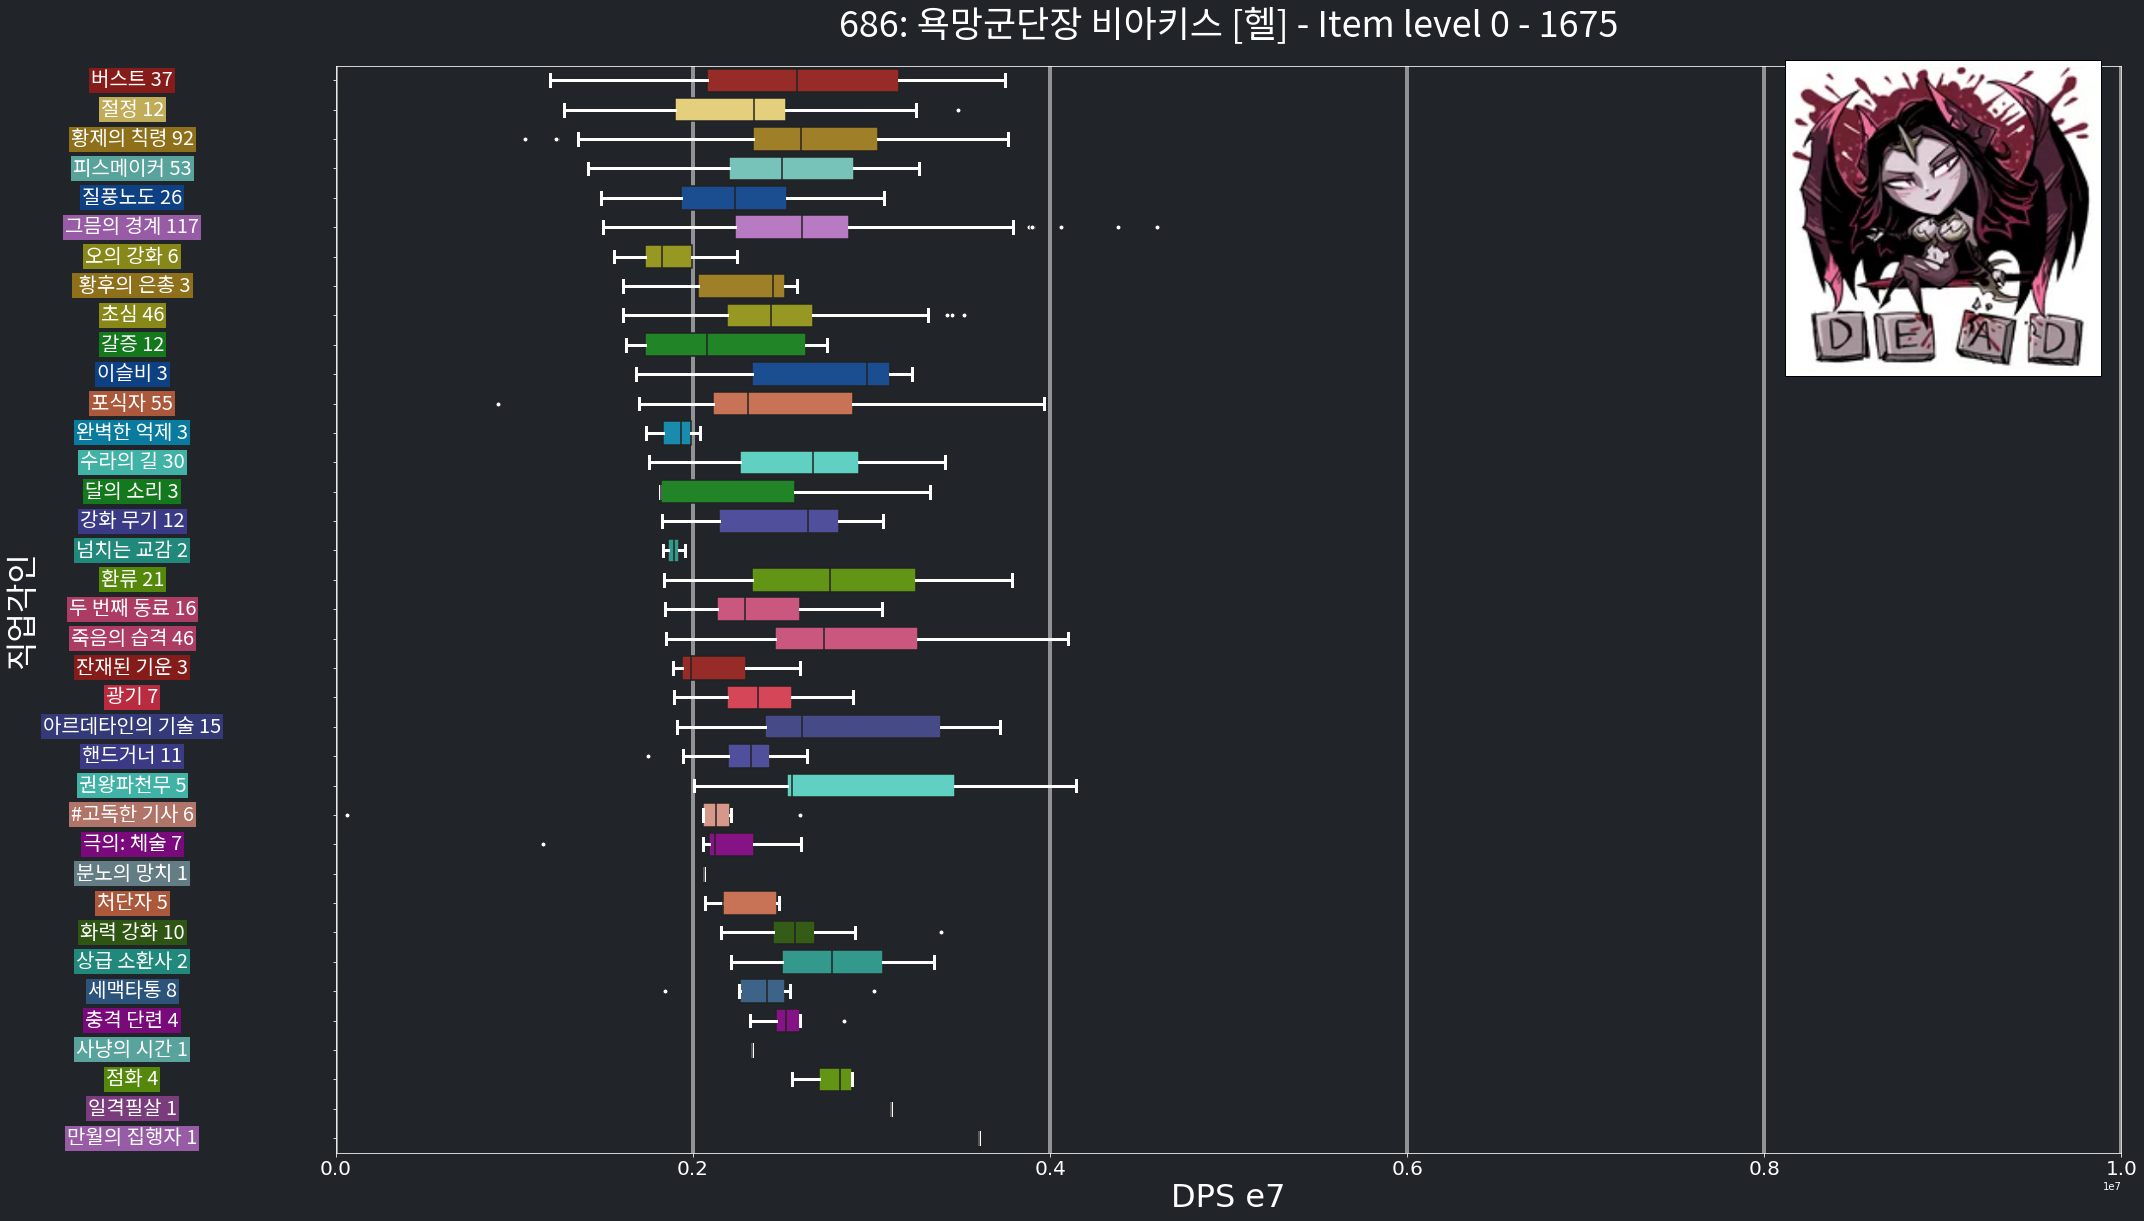 686: 욕망군단장 비아키스 [헬] - Item level 0 - 1675
버스트 37
절정 12
황제의 칙령 92
피스메이커 53
질풍노도 26
그믐의 경계 117
오의 강화 6
황후의 은총 3
초심 46
갈증 12
이슬비 3
포식자 55
완벽한 억제 3
수라의 길 30
달의 소리 3
강화 무기 12
넘치는 교감 2
환류 21
두 번째 동료 16
죽음의 습격 46
잔재된 기운 3
광기 7
아르데타인의 기술 15
핸드거너 11
권왕파천무 5
#고독한 기사 6
극의: 체술 7
분노의 망치 1
처단자 5
화력 강화 10
상급 소환사 2
세맥타통 8
충격 단련 4
사냥의 시간 1
점화 4
일격필살 1
만월의 집행자 1
직업각인
0.0 0.2 0.4 0.6 0.8 1.0
1e7
DPS e7
DEAD